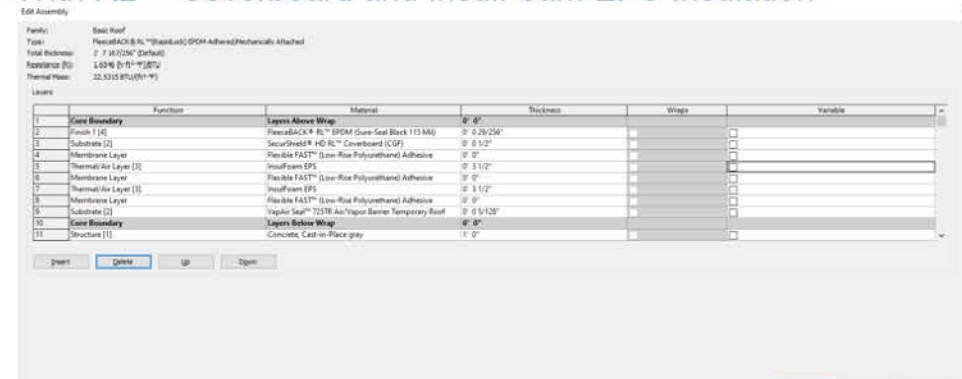 Edit Assembly
Family: Basic Roof
Type: FleeceBACK® RL™(RapidLock) EPDM-Adhered/Mechanically Attached
Total thickness: 1' 7 167/256" (Default)
Resistance (R):
Thermal Mass:
Layers
Function Material Thickness Wraps Variable
1 Core Boundary Layers Above Wrap 0' 0"
2 Finish 1 [4] FleeceBACK® RL™ EPDM (Sure-Seal Black 115 Mil) 0' 0 29/256"
3 Substrate [2] SecurShield® HD RL™ Coverboard (CGF) 0' 0 1/2"
4 Membrane Layer Flexible FAST™ (Low-Rise Polyurethane) Adhesive 0' 0"
5 Thermal/Air Layer [3] InsulFoam EPS 0' 3 1/2"
6 Membrane Layer Flexible FAST™ (Low-Rise Polyurethane) Adhesive 0' 0"
7 Thermal/Air Layer [3] InsulFoam EPS 0' 3 1/2"
8 Membrane Layer Flexible FAST™ (Low-Rise Polyurethane) Adhesive 0' 0"
9 Substrate [2] VapAir Seal™ 725TR Air/Vapor Barrier Temporary Roof 0' 0 5/128"
10 Core Boundary Layers Below Wrap 0' 0"
11 Structure [1] Concrete, Cast-in-Place gray 1' 0"
Insert Delete Up Down